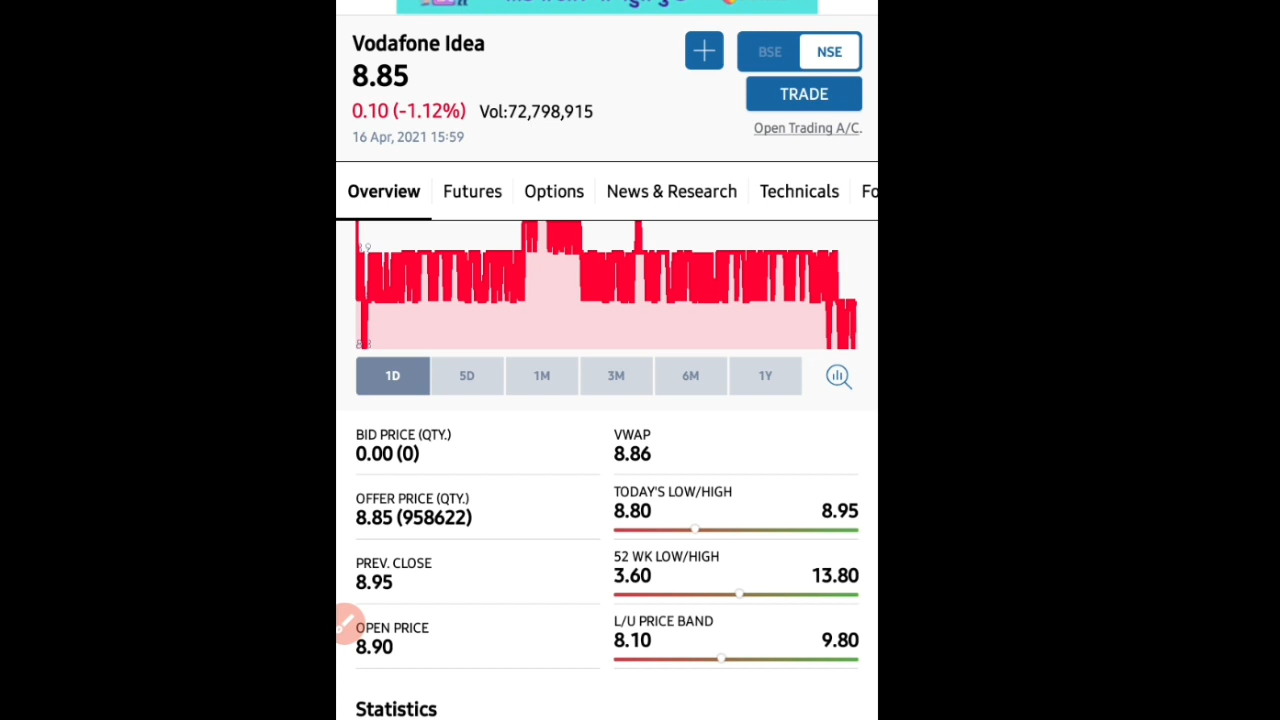 Vodafone Idea
8.85
0.10 (-1.12%) Vol:72,798,915
16 Apr, 2021 15:59
BSE NSE
TRADE
Open Trading A/C.
Overview Futures Options News & Research Technicals Fo
1D 5D 1M 3M 6M 1Y
BID PRICE (QTY.)
0.00 (0)
VWAP
8.86
OFFER PRICE (QTY.)
8.85 (958622)
TODAY'S LOW/HIGH
8.80 8.95
PREV. CLOSE
8.95
52 WK LOW/HIGH
3.60 13.80
OPEN PRICE
8.90
L/U PRICE BAND
8.10 9.80
Statistics